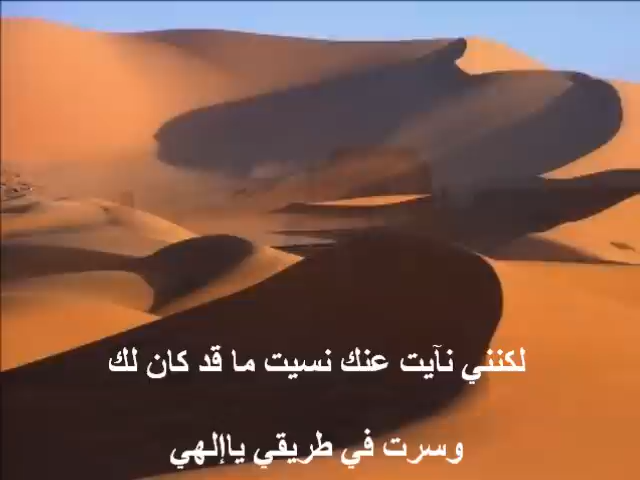 لكنني نآيت عنك نسيت ما قد كان لك
وسرت في طريقي ياإلهي